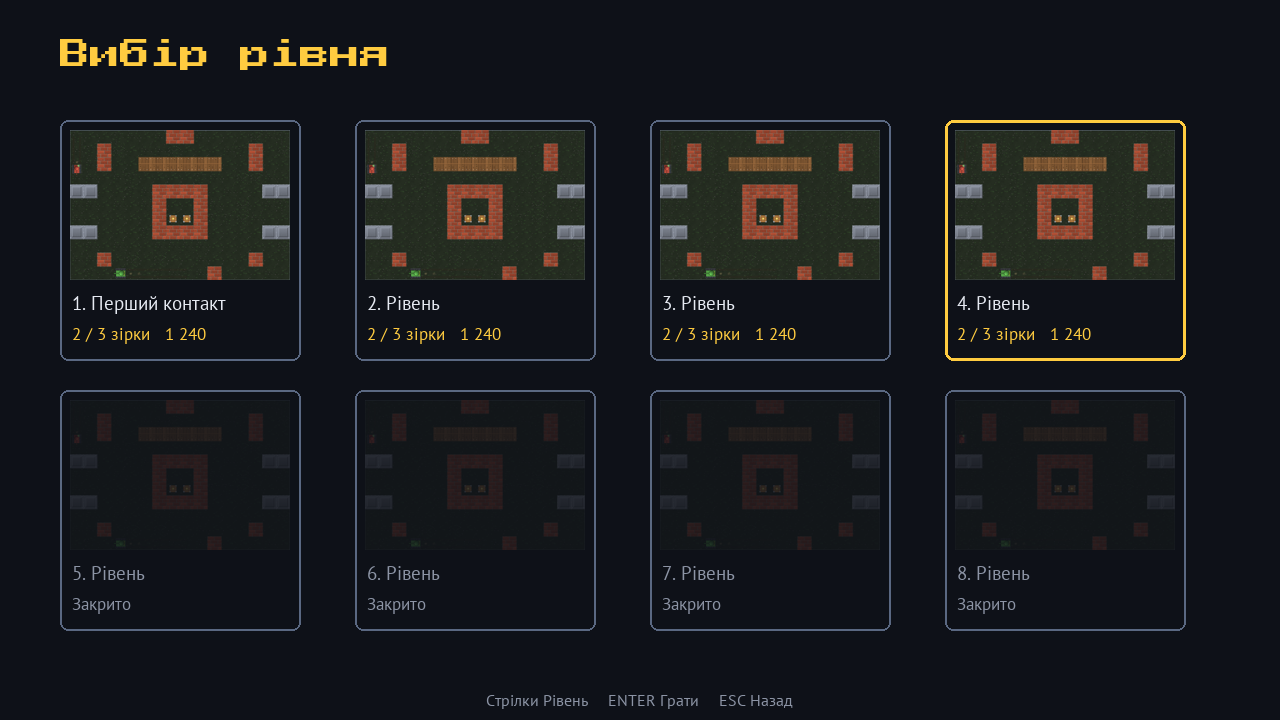 Вибір рівня
1. Перший контакт
2 / 3 зірки 1 240
2. Рівень
2 / 3 зірки 1 240
3. Рівень
2 / 3 зірки 1 240
4. Рівень
2 / 3 зірки 1 240
5. Рівень
Закрито
6. Рівень
Закрито
7. Рівень
Закрито
8. Рівень
Закрито
Стрілки Рівень ENTER Грати ESC Назад